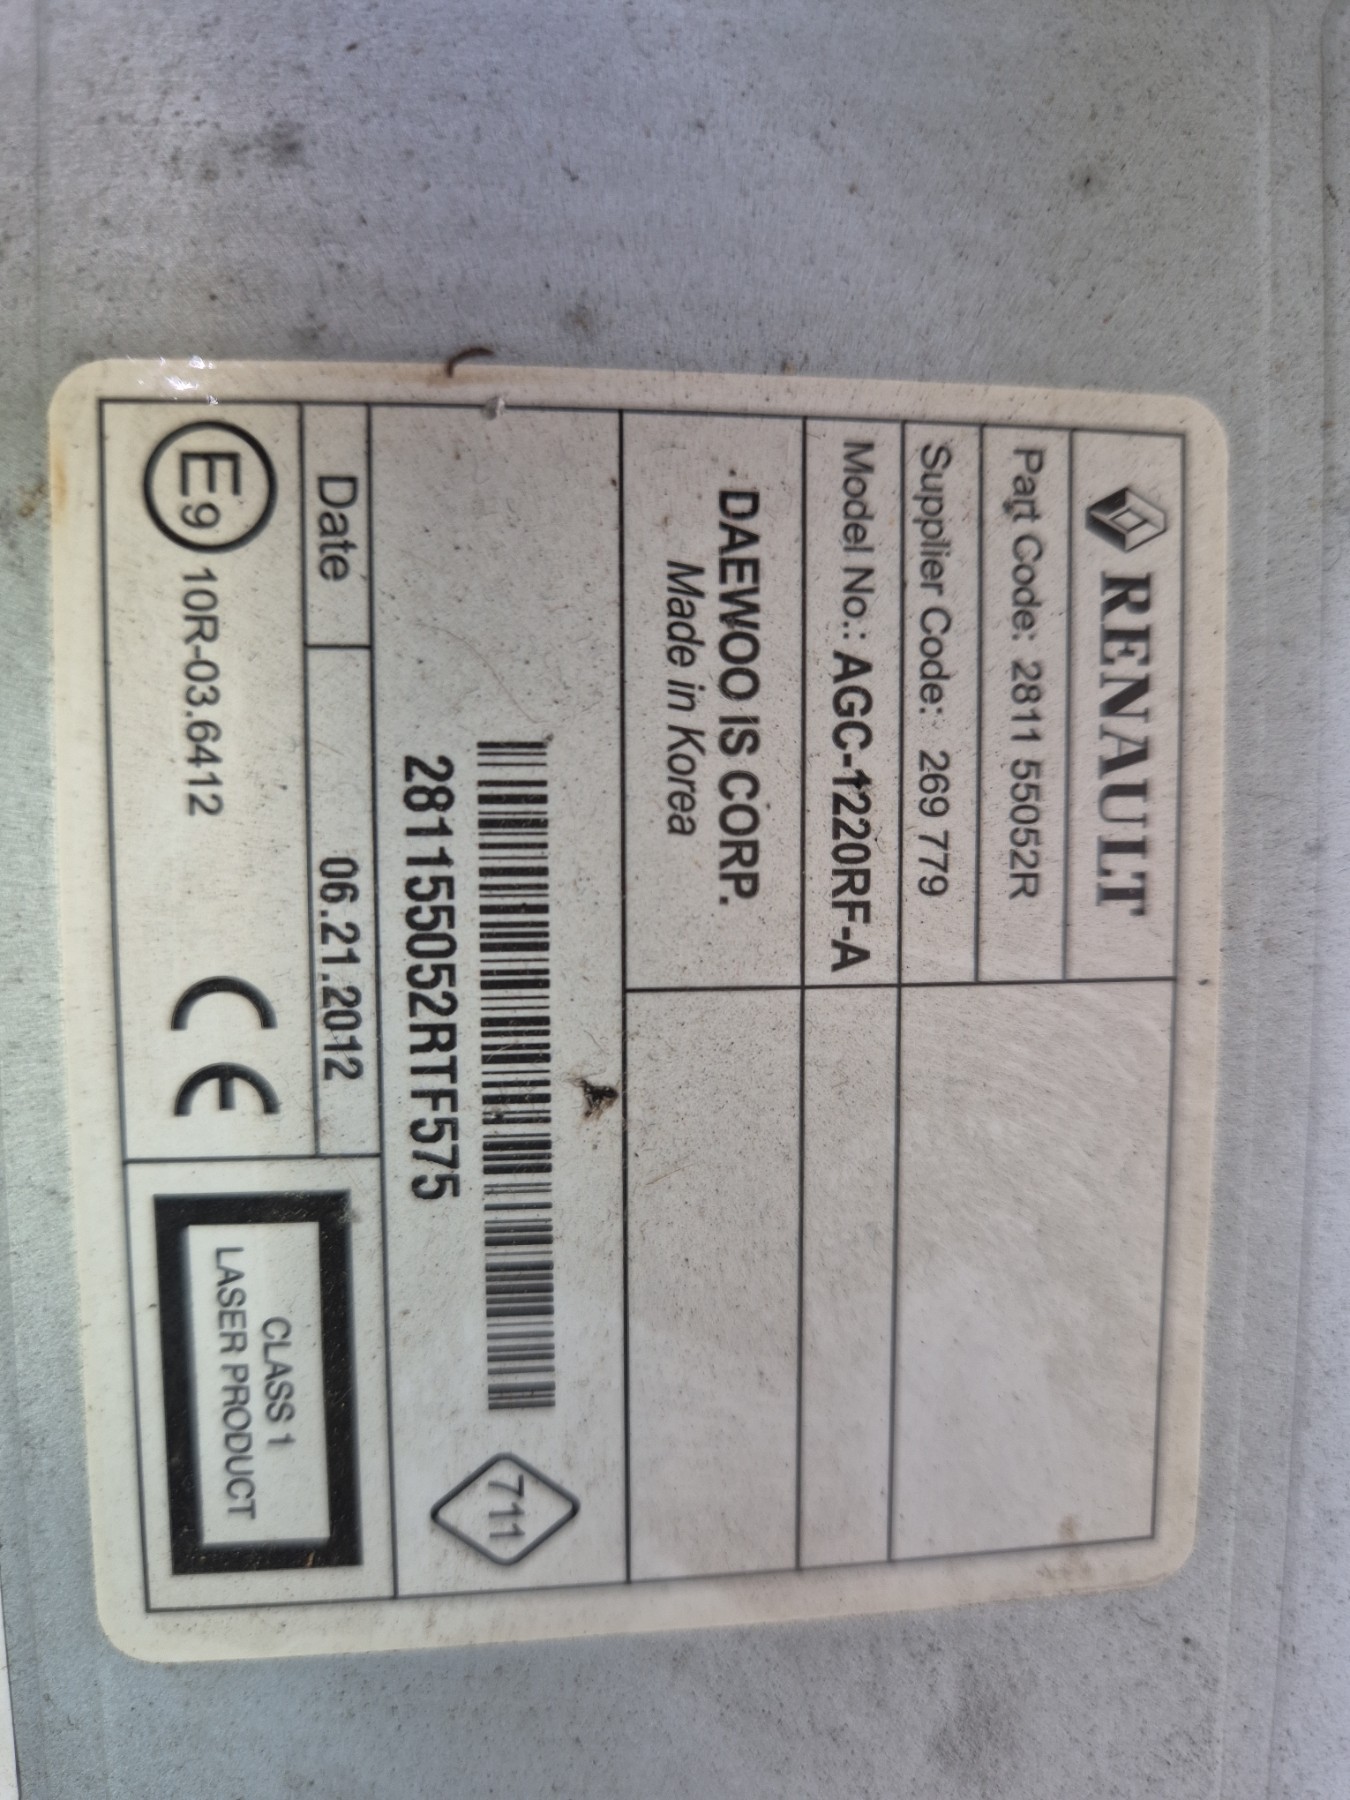 RENAULT
Part Code: 2811 55052R
Supplier Code: 269 779
Model No.: AGC-1220RF-A
DAEWOO IS CORP.
Made in Korea
281155052RTF575
711
Date
06.21.2012
E9 10R-03.6412
CE
CLASS 1
LASER PRODUCT